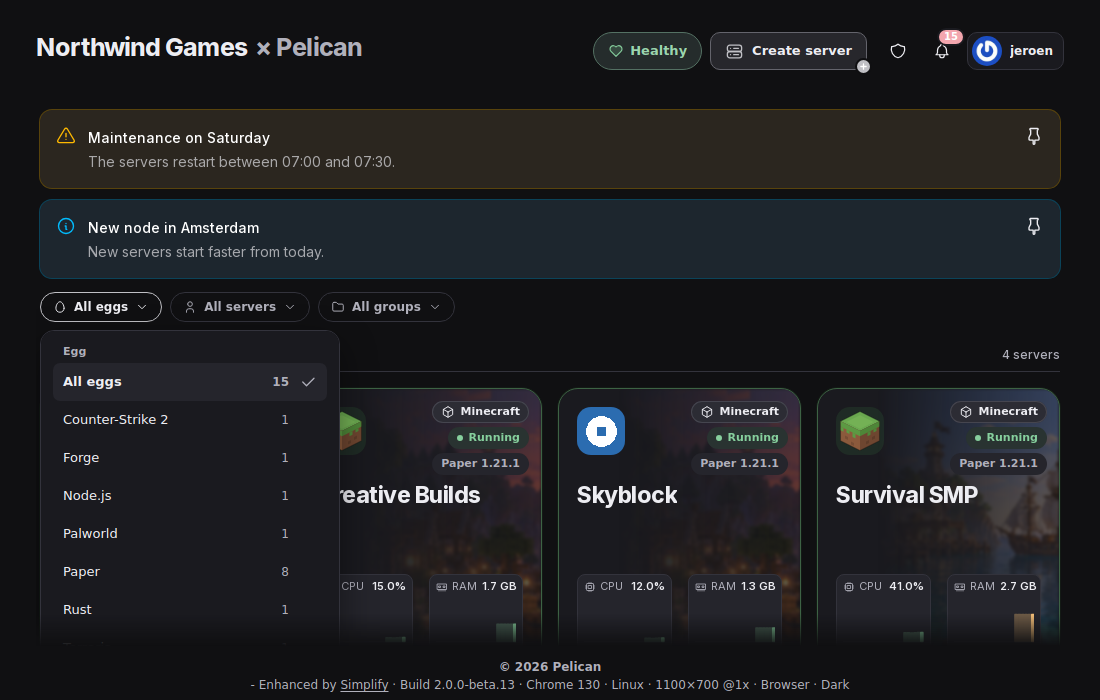 Northwind Games × Pelican
Healthy
Create server
15
jeroen
Maintenance on Saturday
The servers restart between 07:00 and 07:30.
New node in Amsterdam
New servers start faster from today.
All eggs
All servers
All groups
4 servers
Egg
All eggs 15
Counter-Strike 2 1
Forge 1
Node.js 1
Palworld 1
Paper 8
Rust 1
Minecraft
Running
Paper 1.21.1
reative Builds
CPU 15.0%
RAM 1.7 GB
Minecraft
Running
Paper 1.21.1
Skyblock
CPU 12.0%
RAM 1.3 GB
Minecraft
Running
Paper 1.21.1
Survival SMP
CPU 41.0%
RAM 2.7 GB
© 2026 Pelican
- Enhanced by Simplify · Build 2.0.0-beta.13 · Chrome 130 · Linux · 1100×700 @1x · Browser · Dark